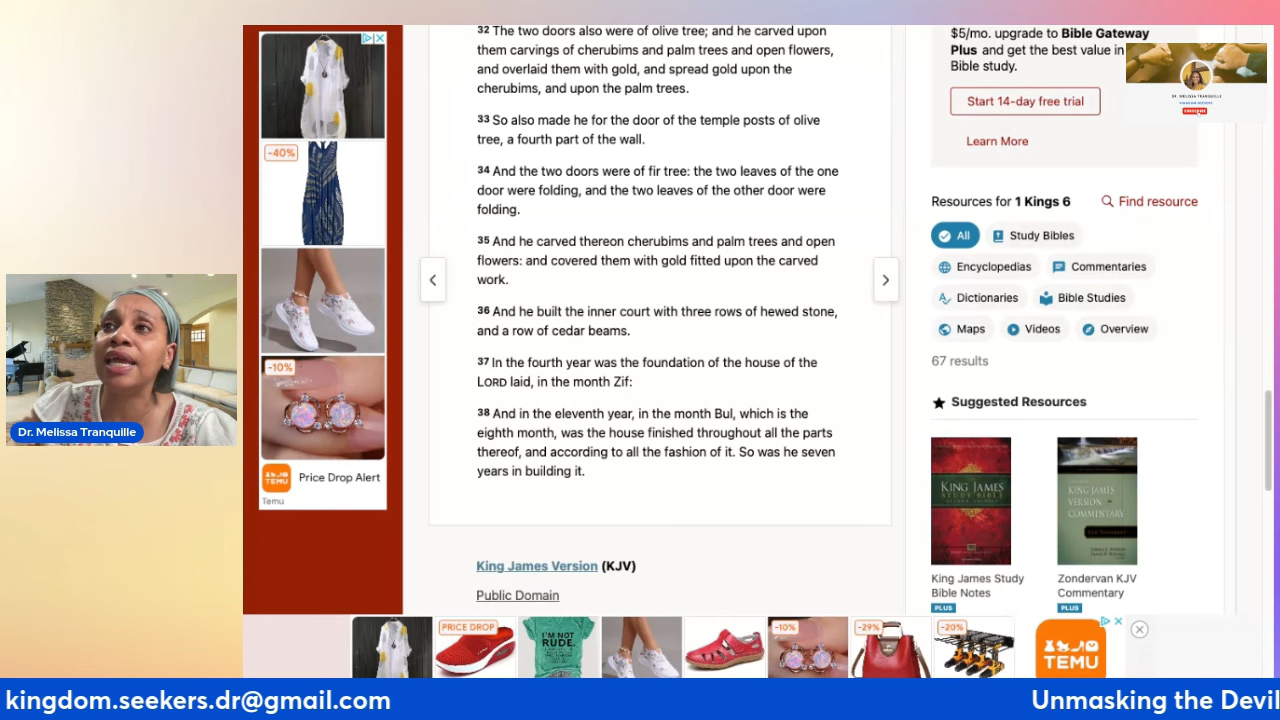 32 The two doors also were of olive tree; and he carved upon
them carvings of cherubims and palm trees and open flowers,
and overlaid them with gold, and spread gold upon the
cherubims, and upon the palm trees.
33 So also made he for the door of the temple posts of olive
tree, a fourth part of the wall.
34 And the two doors were of fir tree: the two leaves of the one
door were folding, and the two leaves of the other door were
folding.
35 And he carved thereon cherubims and palm trees and open
flowers: and covered them with gold fitted upon the carved
work.
36 And he built the inner court with three rows of hewed stone,
and a row of cedar beams.
37 In the fourth year was the foundation of the house of the
LORD laid, in the month Zif:
38 And in the eleventh year, in the month Bul, which is the
eighth month, was the house finished throughout all the parts
thereof, and according to all the fashion of it. So was he seven
years in building it.
King James Version (KJV)
Public Domain
-40%
-10%
TEMU
Price Drop Alert
Temu
Dr. Melissa Tranquille
$5/mo. upgrade to Bible Gateway
Plus and get the best value in
Bible study.
Start 14-day free trial
Learn More
DR. MELISSA TRANQUILLE
SUBSCRIBE
Resources for 1 Kings 6
Find resource
All
Study Bibles
Encyclopedias
Commentaries
Dictionaries
Bible Studies
Maps
Videos
Overview
67 results
Suggested Resources
KING JAMES
STUDY BIBLE
KING JAMES
VERSION
COMMENTARY
King James Study
Bible Notes
PLUS
Zondervan KJV
Commentary
PLUS
PRICE DROP
I'M NOT
RUDE.
-10%
-29%
-20%
TEMU
kingdom.seekers.dr@gmail.com
Unmasking the Devil